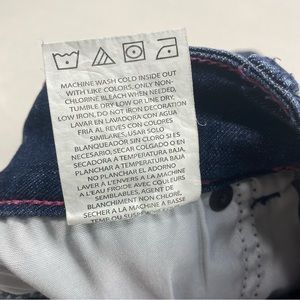 MACHINE WASH COLD INSIDE OUT
WITH LIKE COLORS, ONLY NON-
CHLORINE BLEACH WHEN NEEDED,
TUMBLE DRY LOW OR LINE DRY-
LOW IRON, DO NOT IRON DECORATION
LAVAR EN LAVADORA CON AGUA
FRIA AL REVES CON COLORES
SIMILARES, USAR SOLO
BLANQUEADOR SIN CLORO SI ES
NECESARIO, SECAR COLGADO O EN
SECADORA A TEMPERATURA BAJA,
PLANCHAR A TEMPERATURA BAJA
NO PLANCHAR EL ADORNO
LAVER À L'ENVERS A LA MACHINE
À L'EAU FROIDE AVEC COULEURS
SEMBLABLES, AGENT DE
BLANCHIMENT NON CHLORE,
SECHER A LA MACHINE A BASSE
TEMP OU SUS